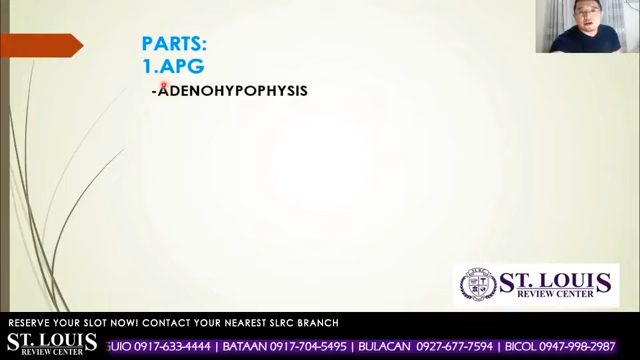 PARTS:
1.APG
-ADENOHYPOPHYSIS
ST. LOUIS
REVIEW CENTER
RESERVE YOUR SLOT NOW! CONTACT YOUR NEAREST SLRC BRANCH
ST. LOUIS
REVIEW CENTER
GUIO 0917-633-4444 | BATAAN 0917-704-5495 | BULACAN 0927-677-7594 | BICOL 0947-998-2987